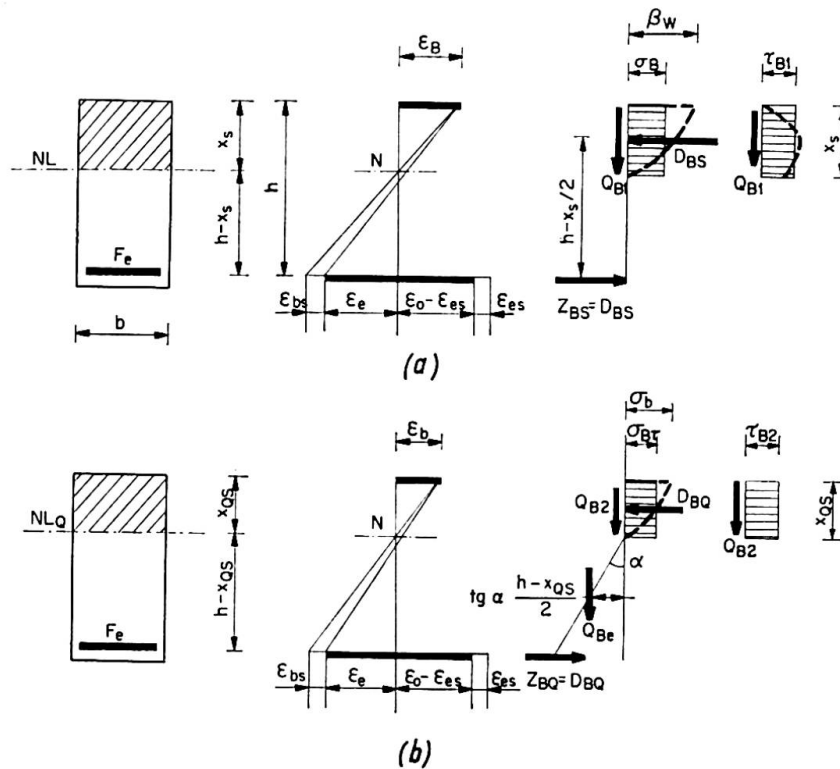 ε_B
β_W
σ_B
τ_B1
NL
x_s
h
N
Q_B1
D_BS
Q_B1
x_s
h-x_s
h-x_s/2
F_e
b
ε_bs
ε_e
ε_o-ε_es
ε_es
Z_BS=D_BS
(a)
ε_b
σ_b
σ_Bτ
τ_B2
NL_Q
x_QS
N
Q_B2
D_BQ
Q_B2
x_QS
h-x_QS
α
tg α h-x_QS
2
Q_Be
F_e
ε_bs
ε_e
ε_o-ε_es
ε_es
Z_BQ=D_BQ
(b)